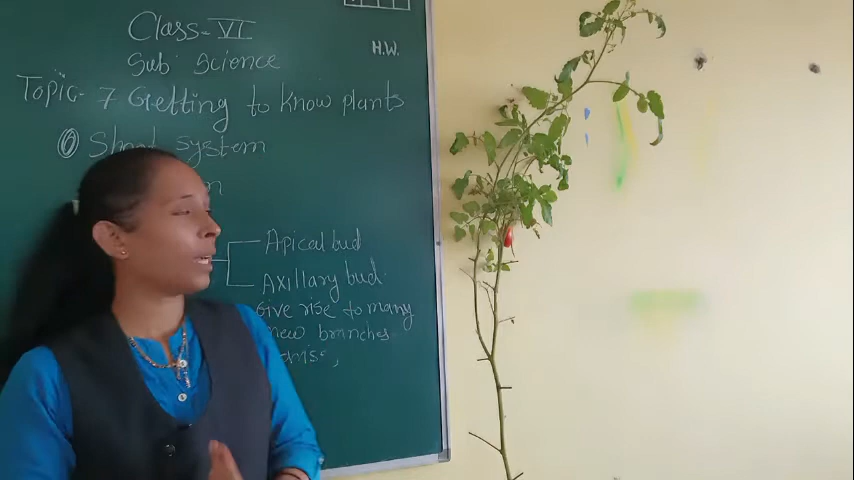 Class - VI
H.W.
Sub Science
Topic - 7 Getting to know plants
system
Apical bud
Axillary bud
Give rise to many
new branches